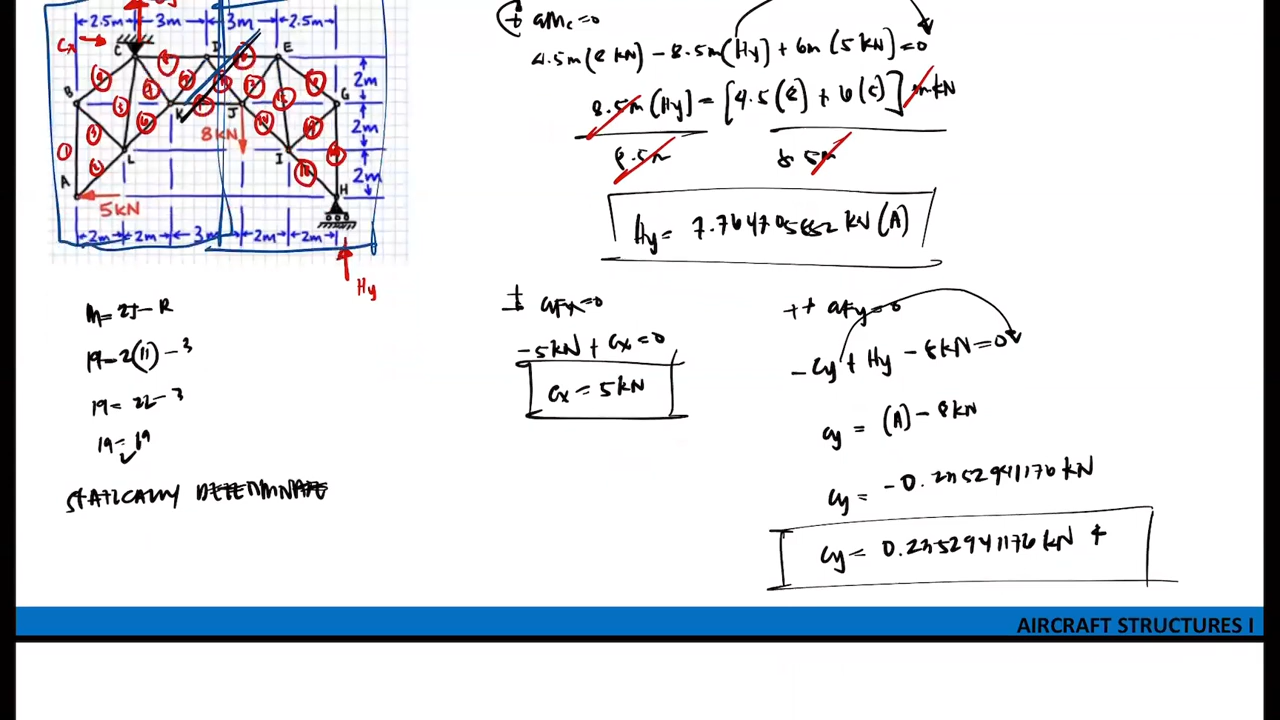 2.5m 3m 3m 2.5m
Cx C D E
B K J G 2m
8KN 2m
L I
A H 2m
5KN
2m 2m 3m 2m 2m
Hy
M = 2J - R
19 = 2(11) - 3
19 = 22 - 3
19 = 19
STATICALLY DETERMINATE
+ ΣMc=0
4.5m(8 kN) - 8.5m(Hy) + 6m(5kN)=0
8.5m(Hy) = [4.5(8) + 6(5)] m·kN
8.5m 8.5m
Hy = 7.764705882 kN (A)
+ ΣFx=0
-5kN + Cx = 0
Cx = 5kN
+↑ ΣFy=0
-Cy + Hy - 8kN = 0
Cy = (A) - 8kN
Cy = -0.2352941176 kN
Cy = 0.2352941176 kN ↑
AIRCRAFT STRUCTURES I